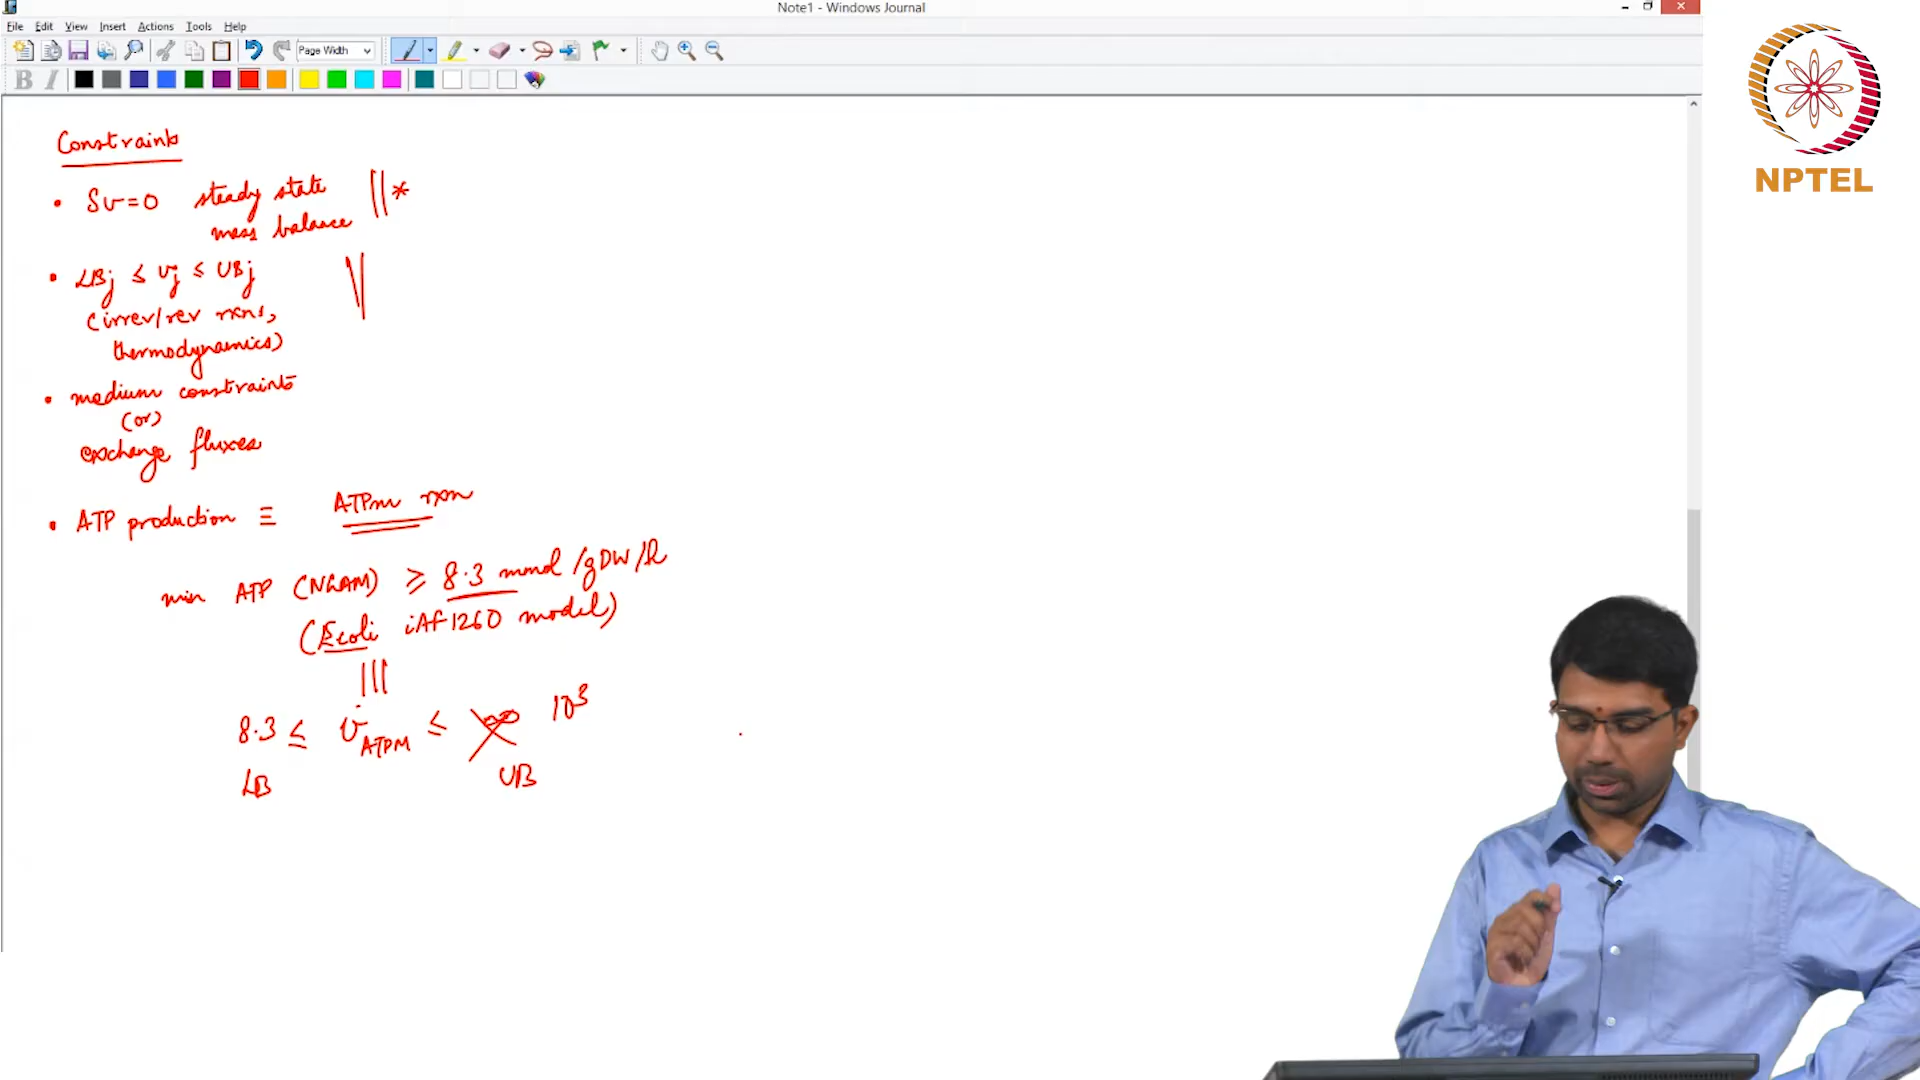 Note1 - Windows Journal
File Edit View Insert Actions Tools Help
Page Width
B I
NPTEL
Constraints
• Sv=0 steady state ||*
mass balance
• LBj ≤ vj ≤ UBj
(irrev/rev rxns,
thermodynamics)
• medium constraints
(or)
exchange fluxes
• ATP production ≡ ATPm rxn
min ATP (NGAM) ≥ 8.3 mmol/gDW/h
(Ecoli iAF1260 model)
8.3 ≤ v ATPM ≤ ∞ 10³
LB UB